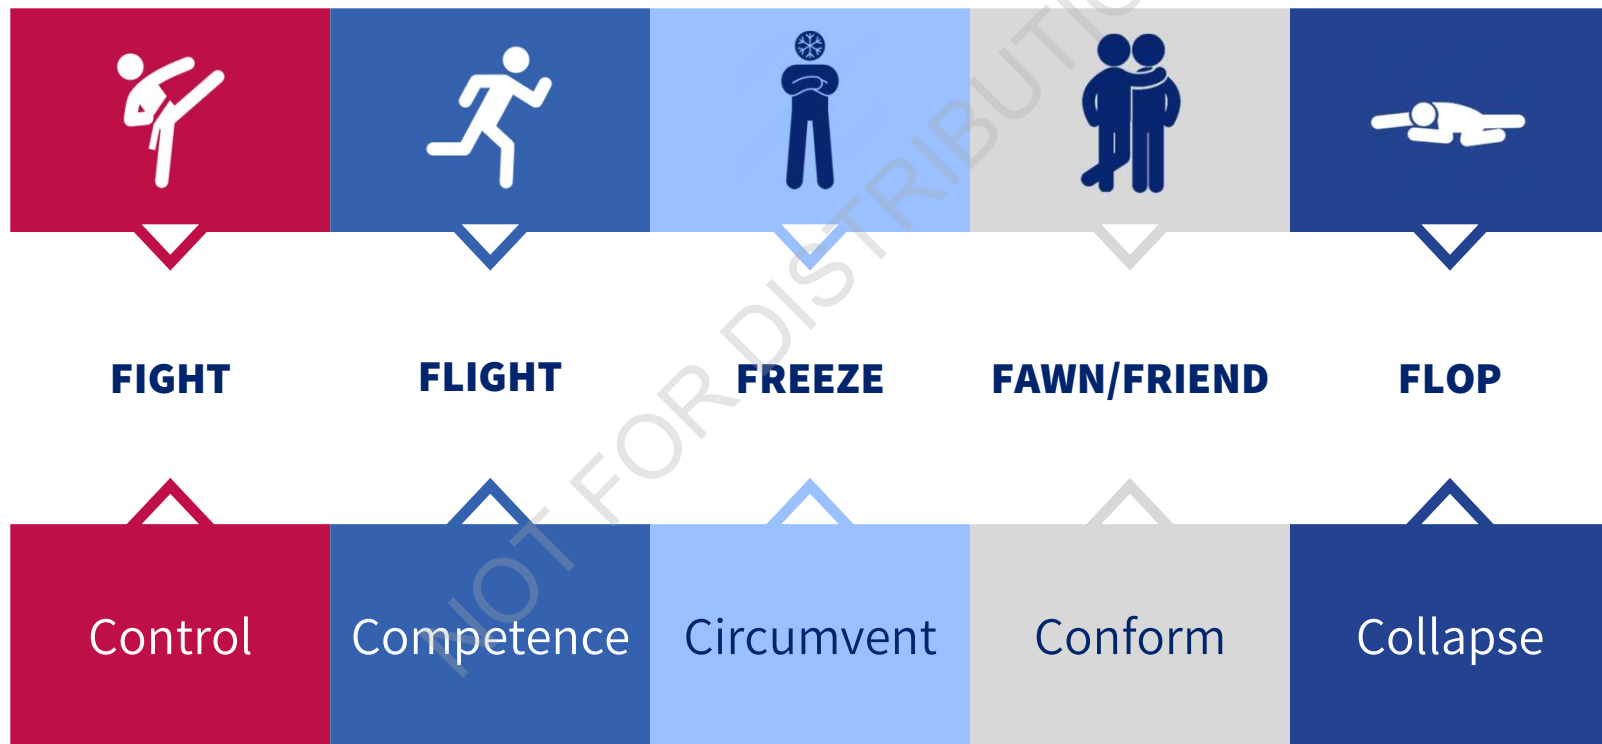 FIGHT
FLIGHT
FREEZE
FAWN/FRIEND
FLOP
Control
Competence
Circumvent
Conform
Collapse
NOT FOR DISTRIBUTIO